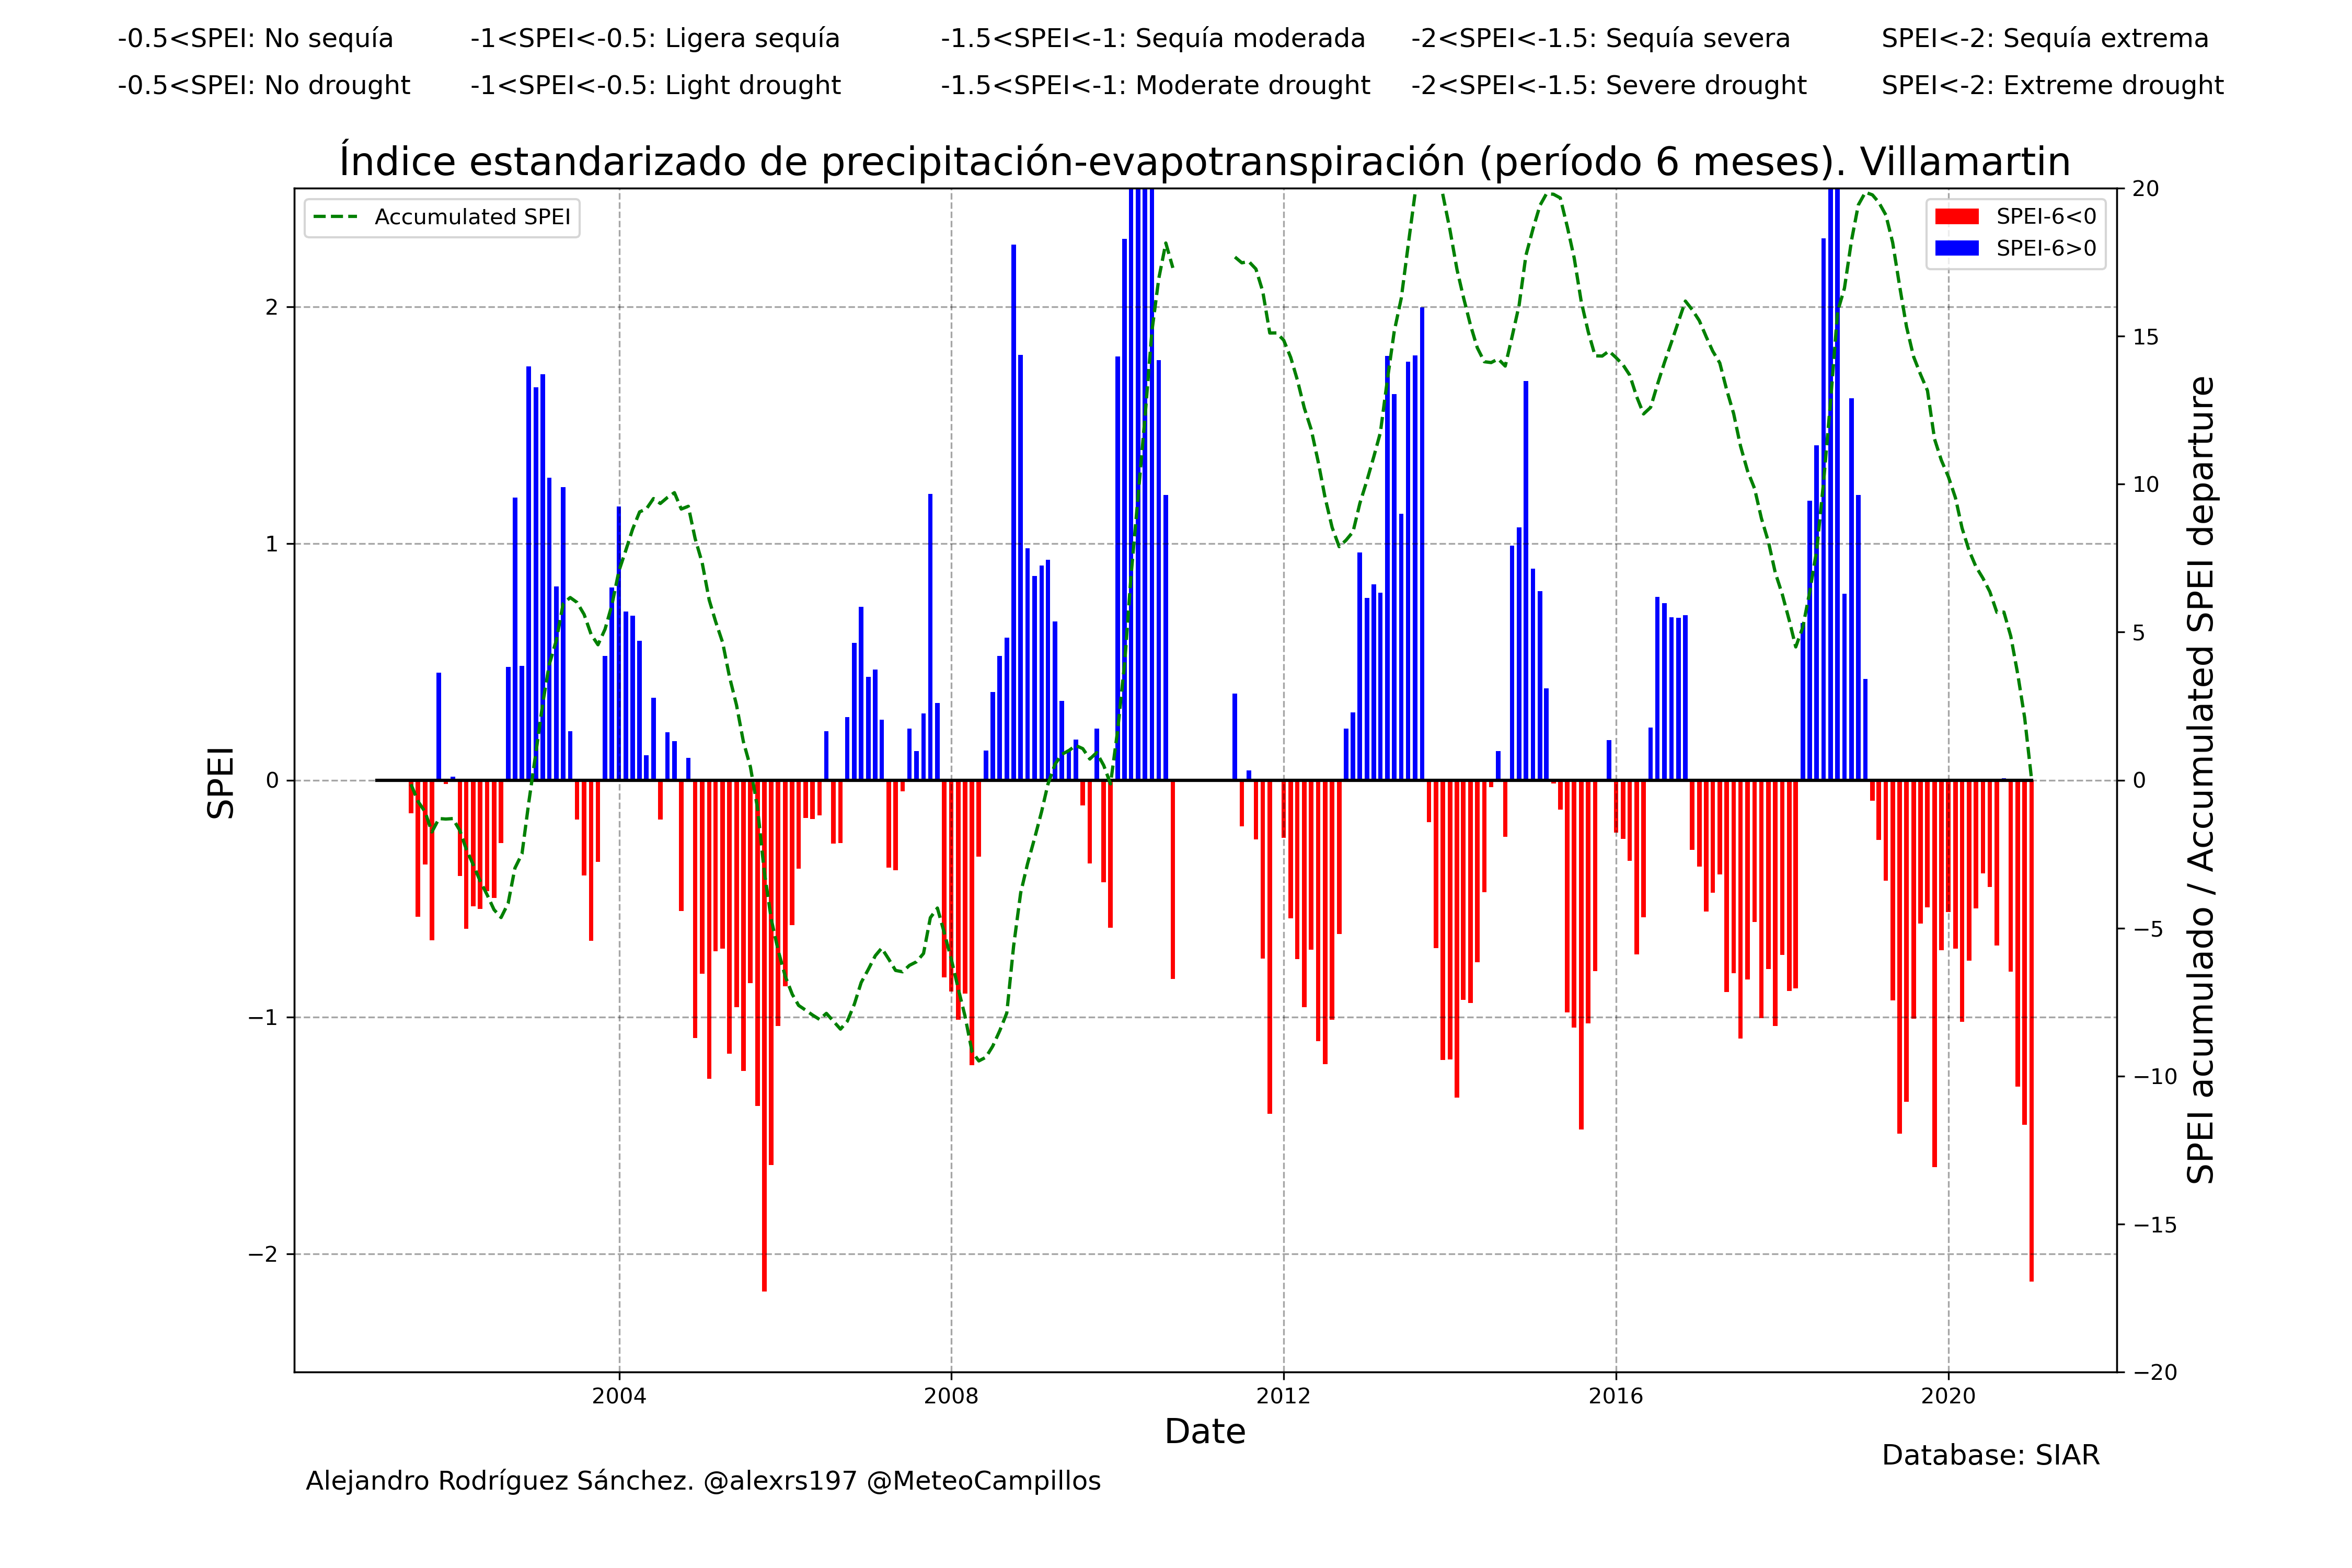 -0.5<SPEI: No sequía -1<SPEI<-0.5: Ligera sequía -1.5<SPEI<-1: Sequía moderada -2<SPEI<-1.5: Sequía severa SPEI<-2: Sequía extrema
-0.5<SPEI: No drought -1<SPEI<-0.5: Light drought -1.5<SPEI<-1: Moderate drought -2<SPEI<-1.5: Severe drought SPEI<-2: Extreme drought
Índice estandarizado de precipitación-evapotranspiración (período 6 meses). Villamartin
Accumulated SPEI
SPEI-6<0
SPEI-6>0
SPEI
2
1
0
−1
−2
20
15
10
5
0
−5
−10
−15
−20
SPEI acumulado / Accumulated SPEI departure
2004 2008 2012 2016 2020
Date
Database: SIAR
Alejandro Rodríguez Sánchez. @alexrs197 @MeteoCampillos